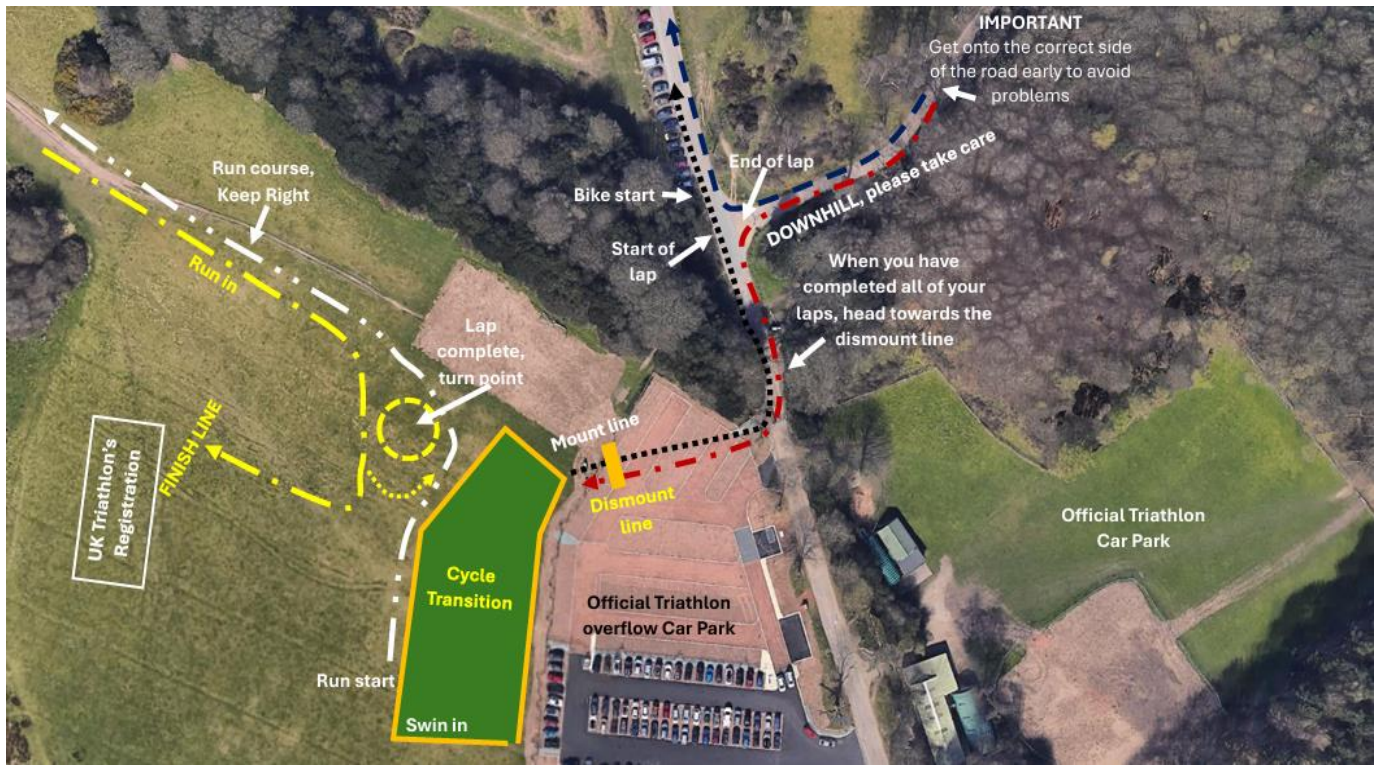 IMPORTANT
Get onto the correct side
of the road early to avoid
problems
End of lap
DOWNHILL, please take care
Run course,
Keep Right
Bike start
Start of
lap
When you have
completed all of your
laps, head towards the
dismount line
Run in
Lap
complete,
turn point
Mount line
Dismount
line
FINISH LINE
UK Triathlon's
Registration
Cycle
Transition
Official Triathlon
overflow Car Park
Official Triathlon
Car Park
Run start
Swin in